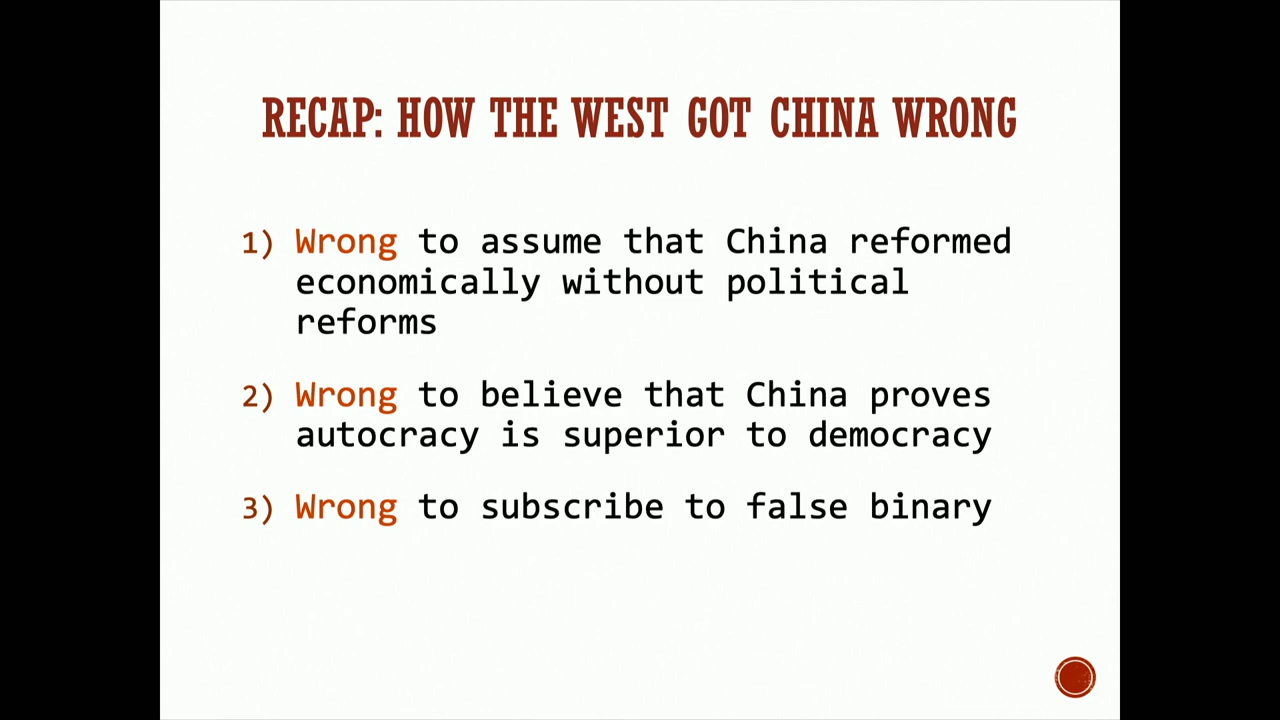 RECAP: HOW THE WEST GOT CHINA WRONG
1) Wrong to assume that China reformed
economically without political
reforms
2) Wrong to believe that China proves
autocracy is superior to democracy
3) Wrong to subscribe to false binary